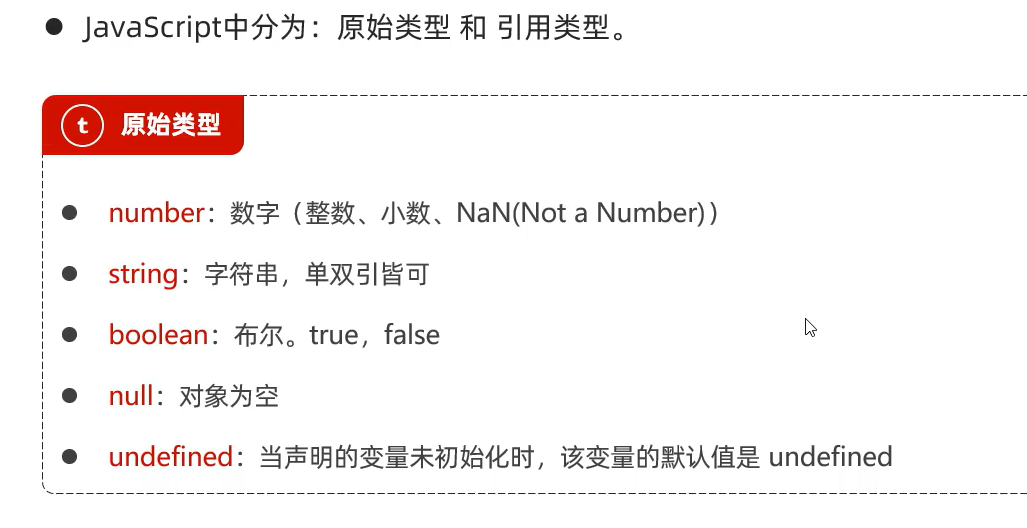 ● JavaScript中分为：原始类型 和 引用类型。
t 原始类型
● number：数字（整数、小数、NaN(Not a Number)）
● string：字符串，单双引皆可
● boolean：布尔。true，false
● null：对象为空
● undefined：当声明的变量未初始化时，该变量的默认值是 undefined